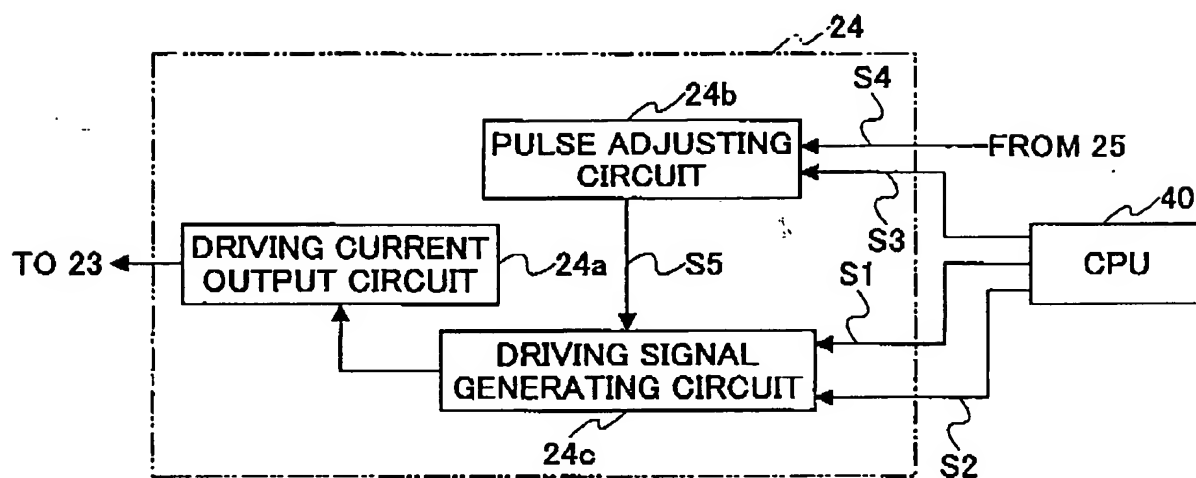 24
S4
24b
PULSE ADJUSTING
CIRCUIT
FROM 25
S3
40
CPU
TO 23
DRIVING CURRENT
OUTPUT CIRCUIT
24a
S5
S1
DRIVING SIGNAL
GENERATING CIRCUIT
24c
S2